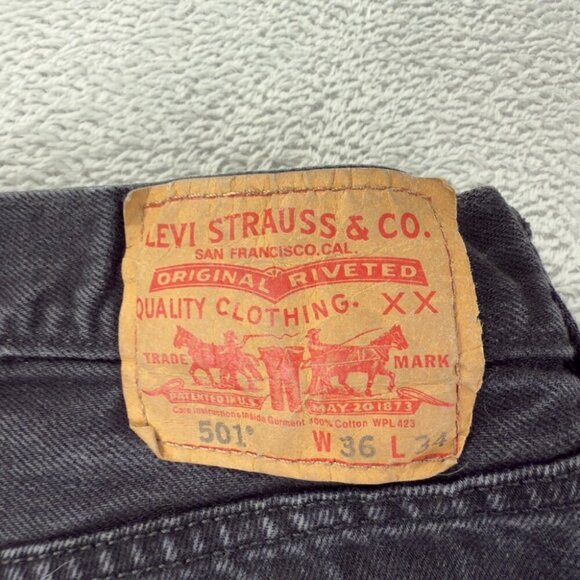 LEVI STRAUSS & CO.
SAN FRANCISCO, CAL.
ORIGINAL RIVETED
QUALITY CLOTHING. XX
TRADE MARK
PATENTED IN U.S. MAY 20 1873
Care Instructions Inside Garment 100% Cotton WPL 423
501® W 36 L 34